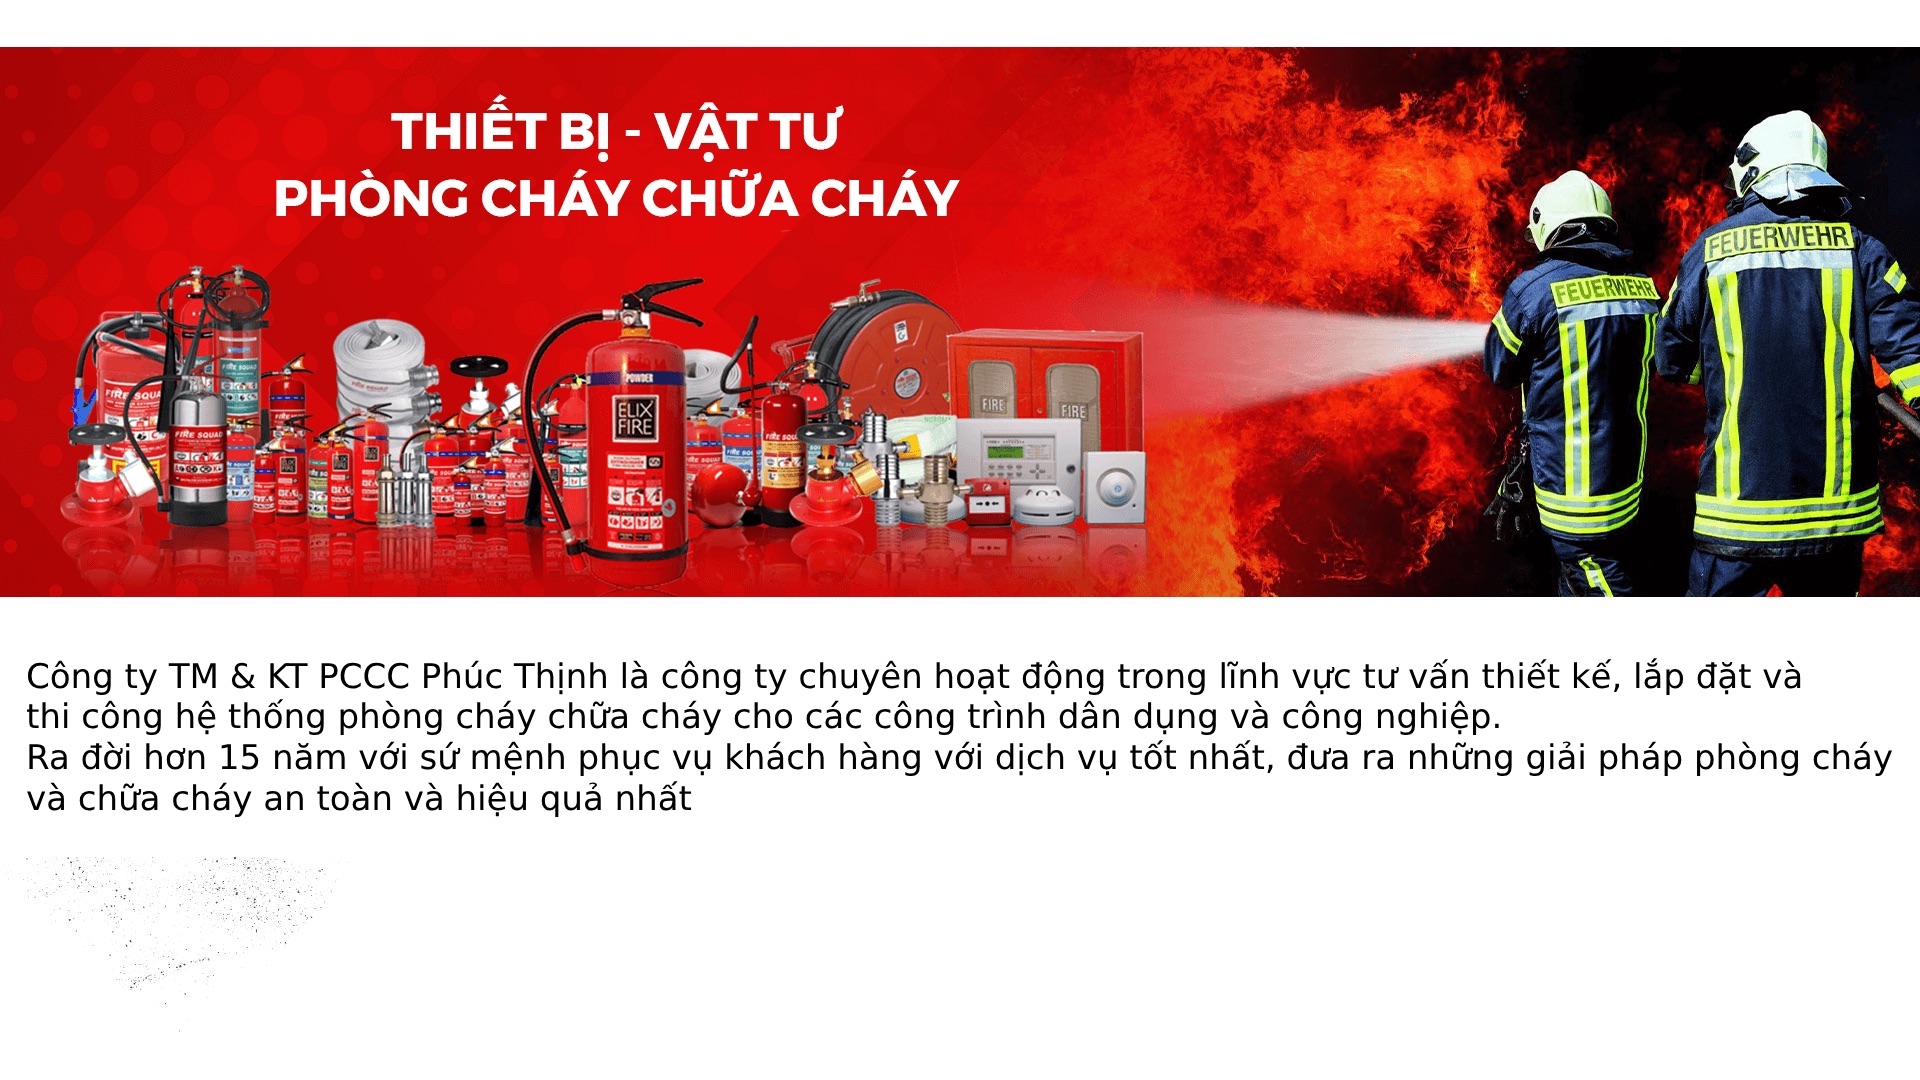 THIẾT BỊ - VẬT TƯ
PHÒNG CHÁY CHỮA CHÁY
FEUERWEHR
FEUERWEHR
POWDER
ELIX
FIRE
FIRE SQUAD
FIRE
FIRE
Công ty TM & KT PCCC Phúc Thịnh là công ty chuyên hoạt động trong lĩnh vực tư vấn thiết kế, lắp đặt và
thi công hệ thống phòng cháy chữa cháy cho các công trình dân dụng và công nghiệp.
Ra đời hơn 15 năm với sứ mệnh phục vụ khách hàng với dịch vụ tốt nhất, đưa ra những giải pháp phòng cháy
và chữa cháy an toàn và hiệu quả nhất